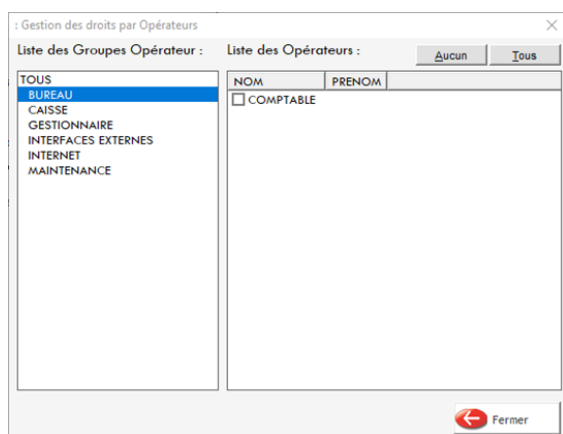 : Gestion des droits par Opérateurs
Liste des Groupes Opérateur :
Liste des Opérateurs :
Aucun
Tous
TOUS
BUREAU
CAISSE
GESTIONNAIRE
INTERFACES EXTERNES
INTERNET
MAINTENANCE
NOM
PRENOM
COMPTABLE
Fermer